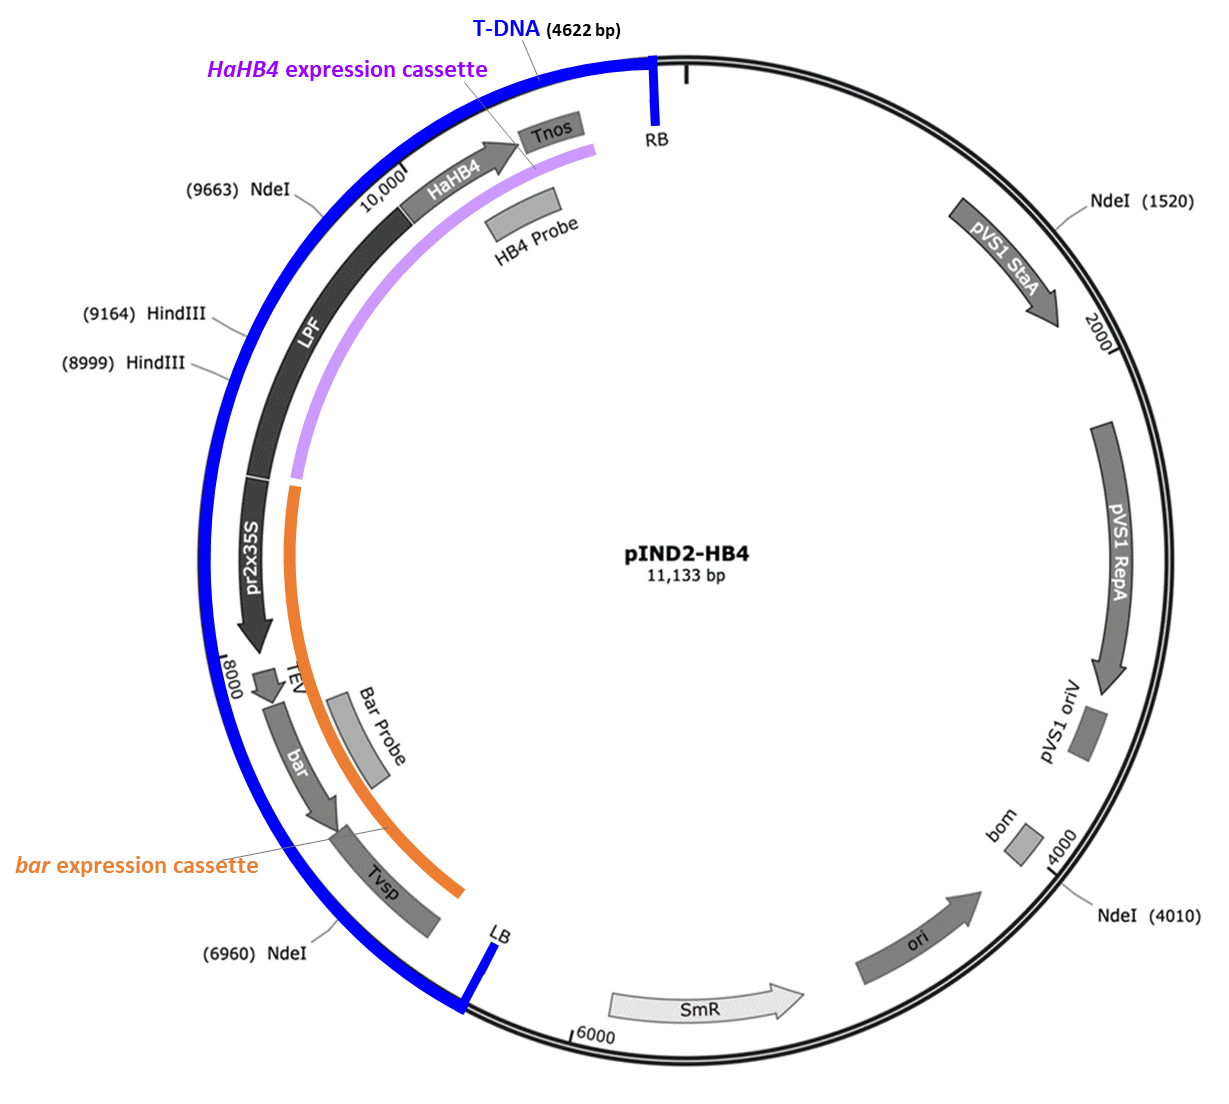 T-DNA (4622 bp)
HaHB4 expression cassette
Tnos
RB
HaHB4
10,000
(9663) NdeI
NdeI (1520)
HB4 Probe
pVS1 StaA
(9164) HindIII
LPF
2000
(8999) HindIII
pr2x35S
pIND2-HB4
11,133 bp
pVS1 RepA
8000
TEV
Bar Probe
pVS1 oriV
bar
bom
4000
bar expression cassette
Tvsp
NdeI (4010)
(6960) NdeI
LB
ori
SmR
6000